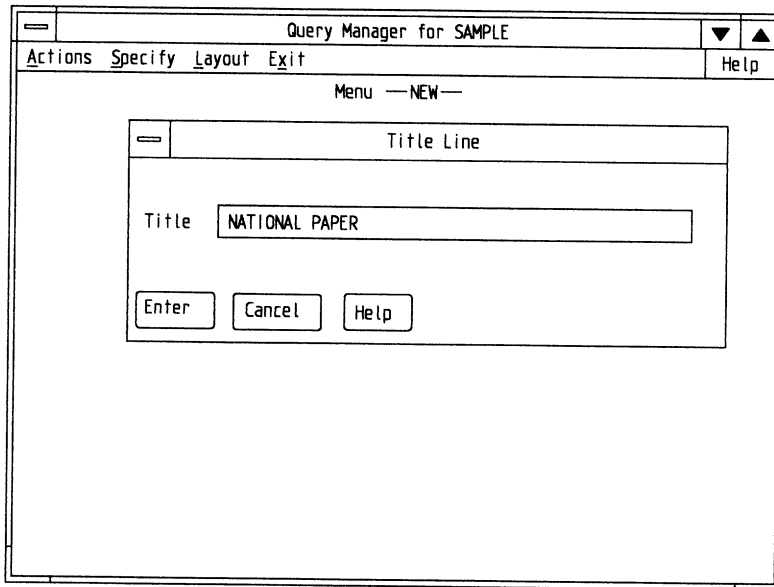 Query Manager for SAMPLE
Actions Specify Layout Exit Help
Menu —NEW—
Title Line
Title NATIONAL PAPER
Enter Cancel Help